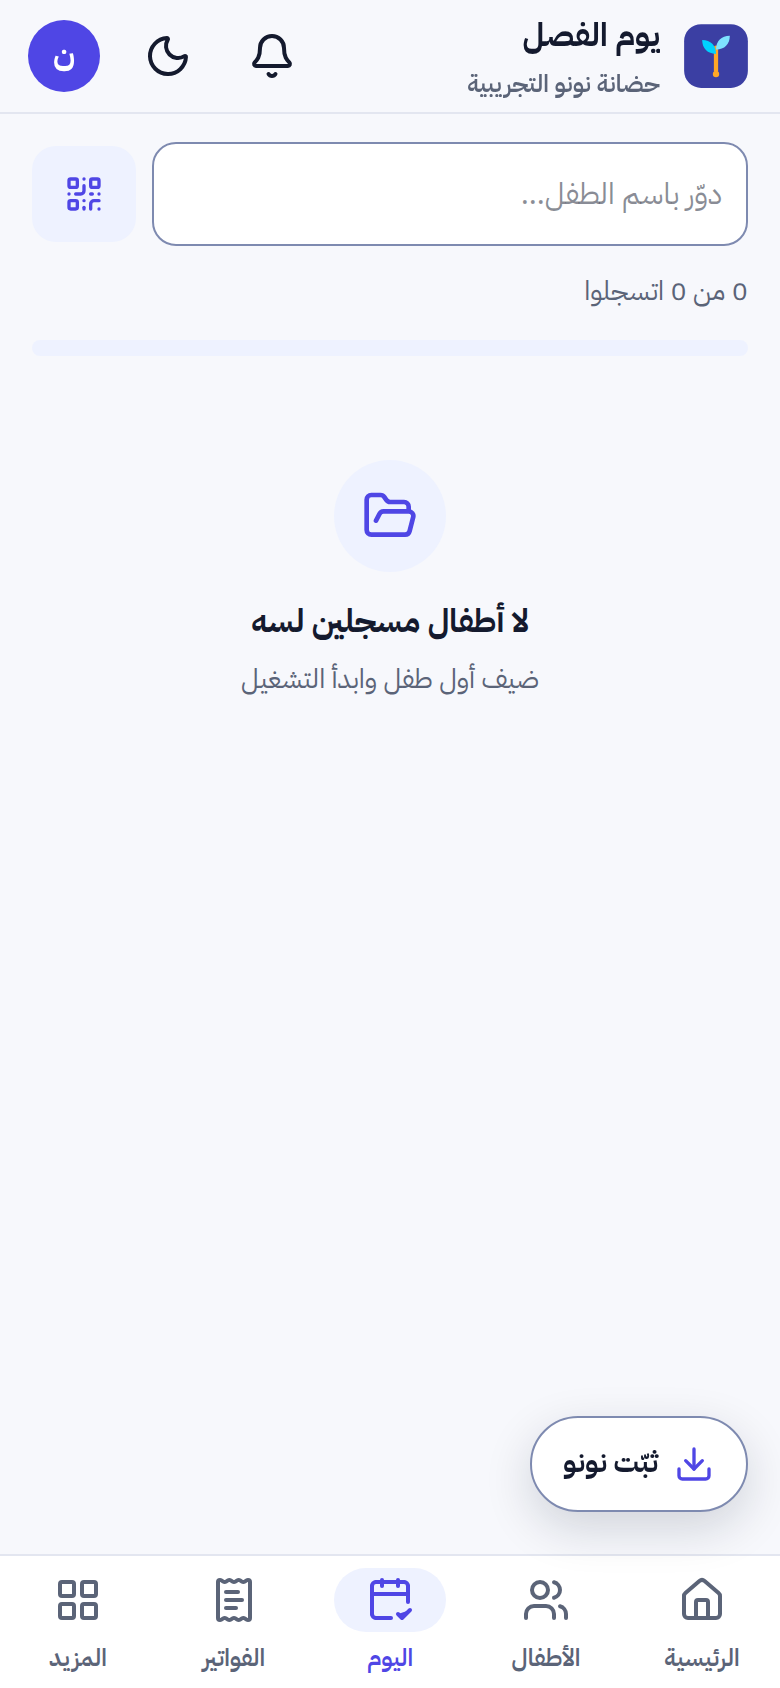 يوم الفصل
حضانة نونو التجريبية
ن
دوّر باسم الطفل...
0 من 0 اتسجلوا
لا أطفال مسجلين لسه
ضيف أول طفل وابدأ التشغيل
ثبّت نونو
الرئيسية
الأطفال
اليوم
الفواتير
المزيد